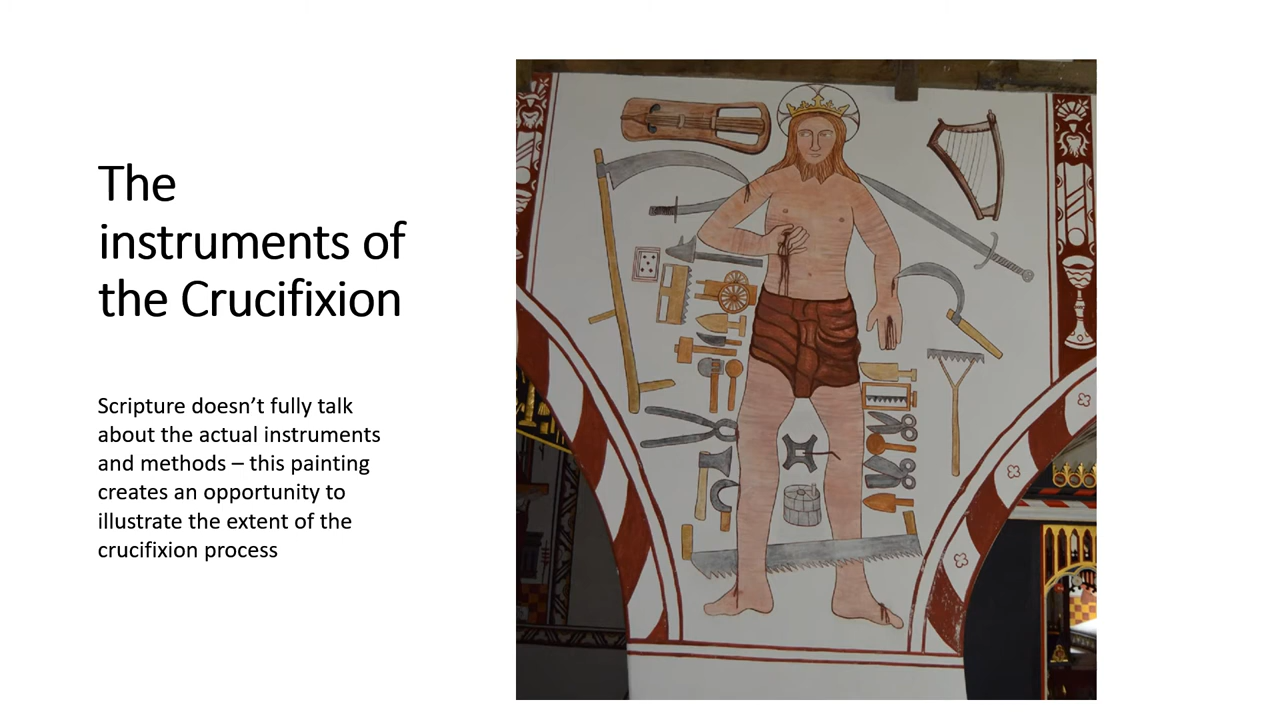 The
instruments of
the Crucifixion
Scripture doesn’t fully talk
about the actual instruments
and methods – this painting
creates an opportunity to
illustrate the extent of the
crucifixion process